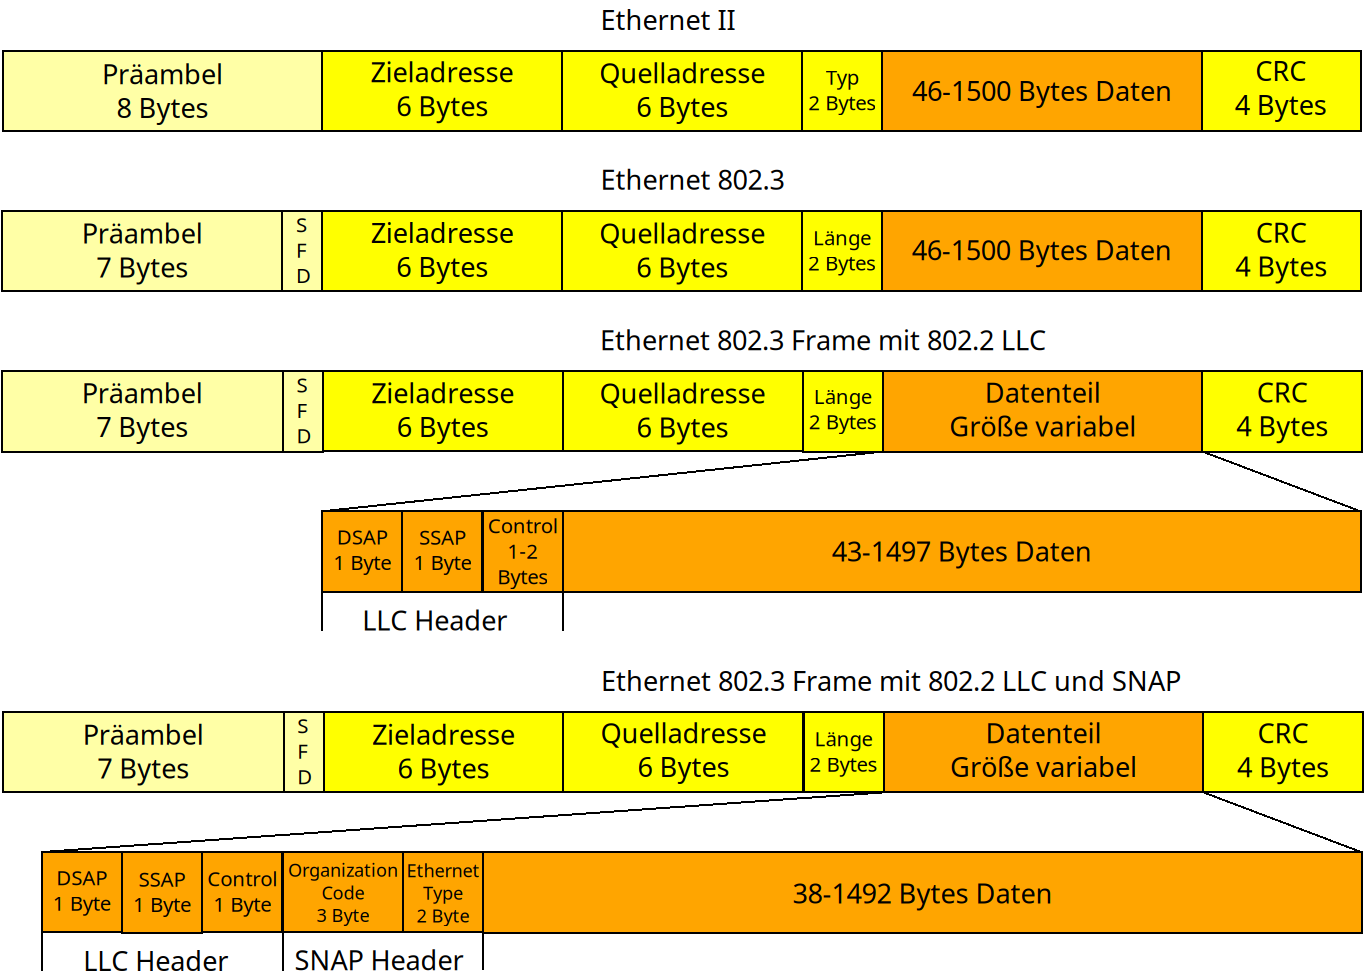 Ethernet II
Präambel
8 Bytes
Zieladresse
6 Bytes
Quelladresse
6 Bytes
Typ
2 Bytes
46-1500 Bytes Daten
CRC
4 Bytes
Ethernet 802.3
Präambel
7 Bytes
S
F
D
Zieladresse
6 Bytes
Quelladresse
6 Bytes
Länge
2 Bytes
46-1500 Bytes Daten
CRC
4 Bytes
Ethernet 802.3 Frame mit 802.2 LLC
Präambel
7 Bytes
S
F
D
Zieladresse
6 Bytes
Quelladresse
6 Bytes
Länge
2 Bytes
Datenteil
Größe variabel
CRC
4 Bytes
DSAP
1 Byte
SSAP
1 Byte
Control
1-2
Bytes
43-1497 Bytes Daten
LLC Header
Ethernet 802.3 Frame mit 802.2 LLC und SNAP
Präambel
7 Bytes
S
F
D
Zieladresse
6 Bytes
Quelladresse
6 Bytes
Länge
2 Bytes
Datenteil
Größe variabel
CRC
4 Bytes
DSAP
1 Byte
SSAP
1 Byte
Control
1 Byte
Organization
Code
3 Byte
Ethernet
Type
2 Byte
38-1492 Bytes Daten
LLC Header
SNAP Header